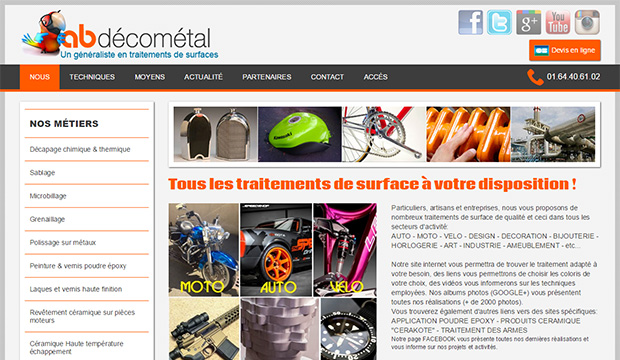 ab décométal
Un généraliste en traitements de surfaces
You
Tube
Devis en ligne
NOUS TECHNIQUES MOYENS ACTUALITÉ PARTENAIRES CONTACT ACCÈS 01.64.40.61.02
NOS MÉTIERS
Décapage chimique & thermique
Sablage
Microbillage
Grenaillage
Polissage sur métaux
Peinture & vernis poudre époxy
Laques et vernis haute finition
Revêtement céramique sur pièces
moteurs
Céramique Haute température
échappement
Kawasaki
Tous les traitements de surface à votre disposition !
MOTO
AUTO
VELO
Particuliers, artisans et entreprises, nous vous proposons de
nombreux traitements de surface de qualité et ceci dans tous les
secteurs d'activité:
AUTO - MOTO - VELO - DESIGN - DECORATION - BIJOUTERIE -
HORLOGERIE - ART - INDUSTRIE - AMEUBLEMENT - etc...
Notre site internet vous permettra de trouver le traitement adapté à
votre besoin, des liens vous permettrons de choisir les coloris de
votre choix, des vidéos vous informerons sur les techniques
employées. Nos albums photos (GOOGLE+) vous présentent
toutes nos réalisations (+ de 2000 photos).
Vous trouverez également d'autres liens vers des sites spécifiques:
APPLICATION POUDRE EPOXY - PRODUITS CERAMIQUE
"CERAKOTE" - TRAITEMENT DES ARMES
Notre page FACEBOOK vous présente toutes nos dernières réalisations et
vous informe sur nos projets et activités.